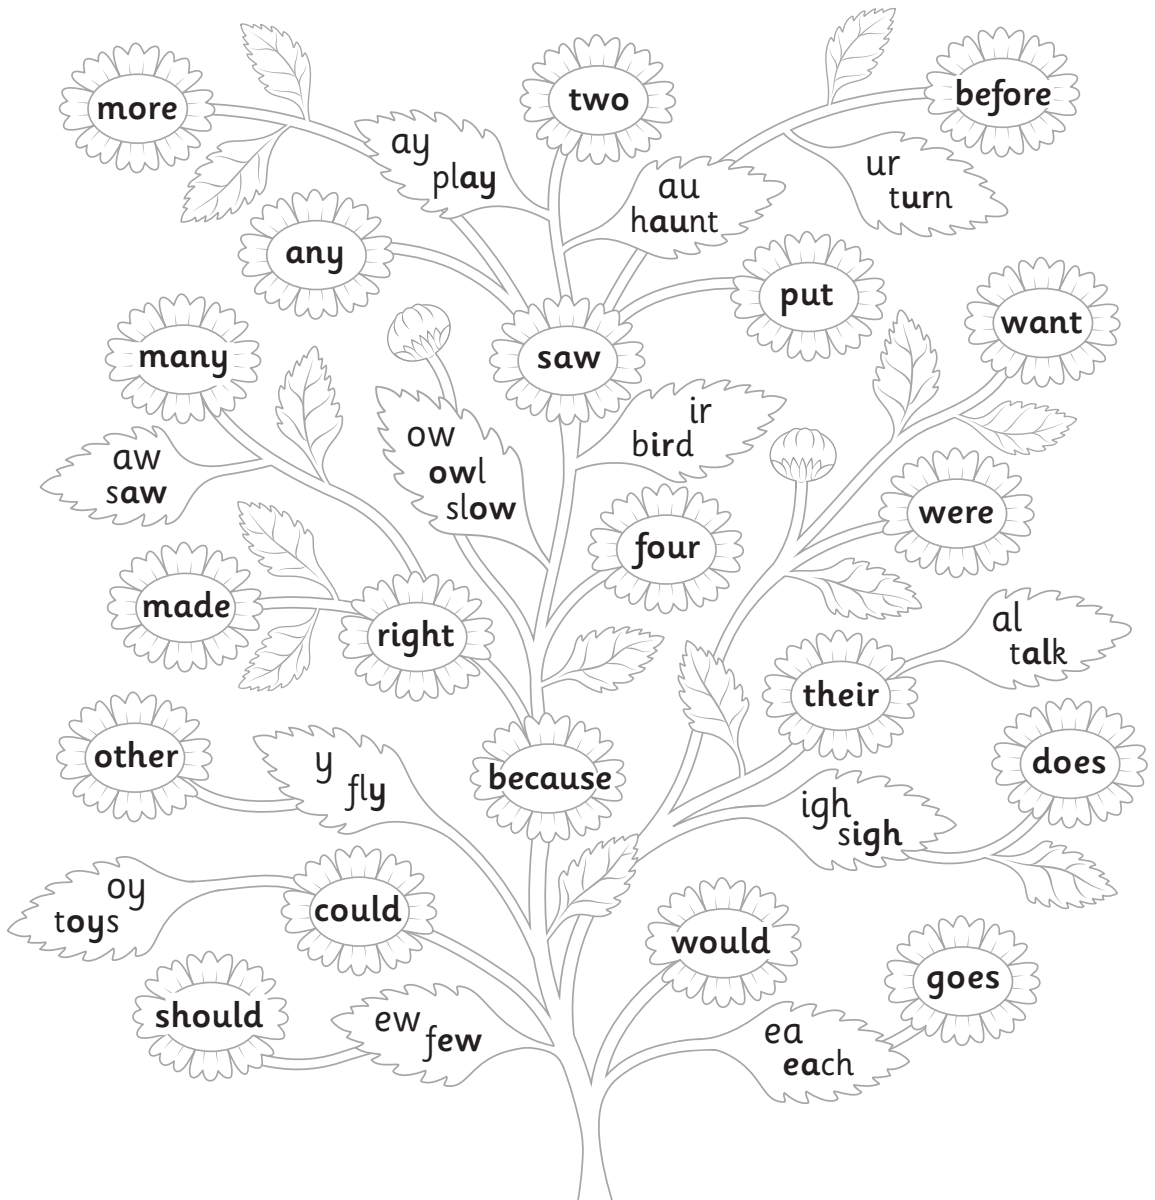 more
two
before
ay
play
au
haunt
ur
turn
any
put
want
many
saw
ow
owl
slow
ir
bird
aw
saw
were
four
made
right
al
talk
their
other
y
fly
because
does
igh
sigh
oy
toys
could
would
goes
should
ew
few
ea
each